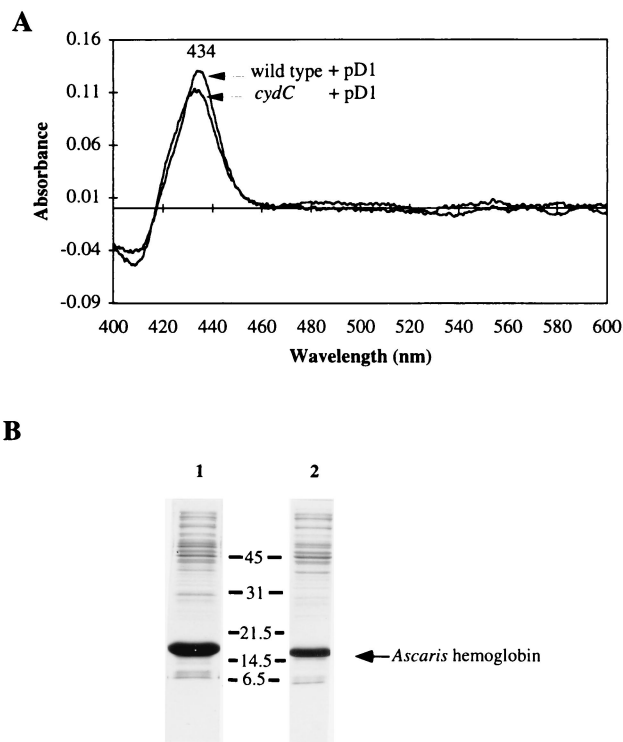 A
0.16
434
wild type + pD1
cydC + pD1
0.11
0.06
0.01
-0.04
-0.09
Absorbance
400 420 440 460 480 500 520 540 560 580 600
Wavelength (nm)
B
1 2
45
31
21.5
14.5
6.5
Ascaris hemoglobin